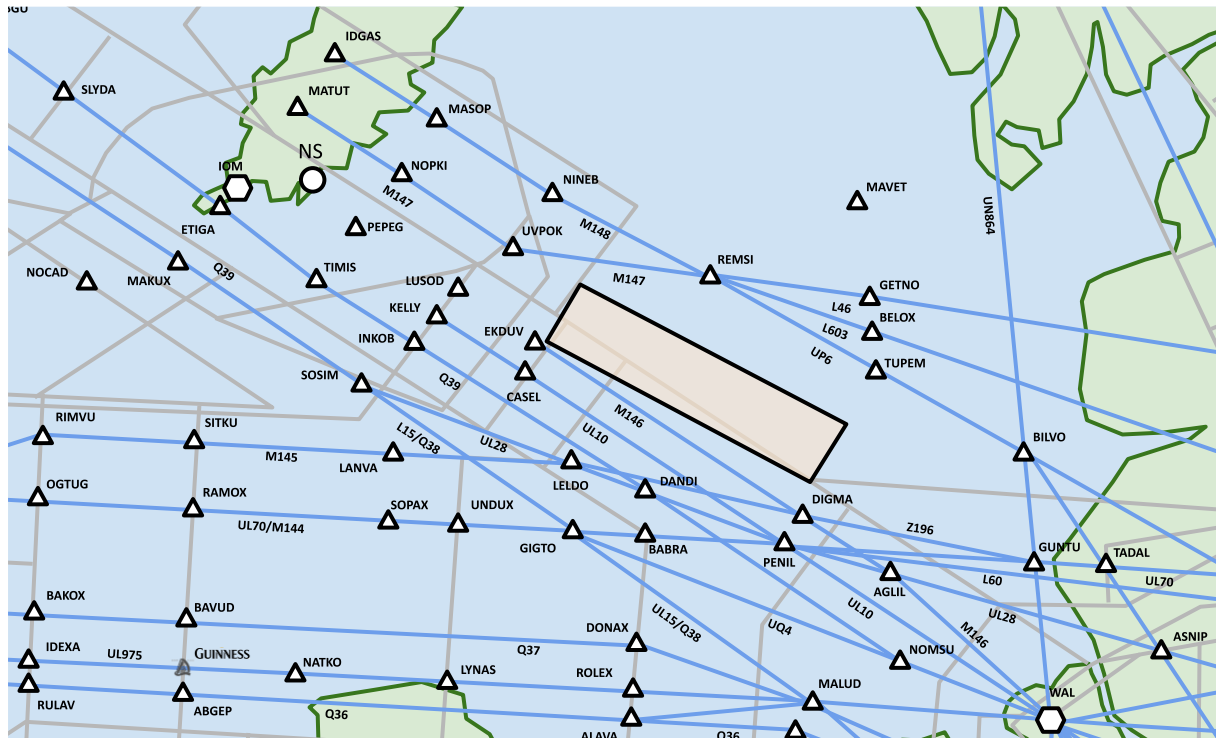 IDGAS
SLYDA
MATUT
MASOP
NS
IOM
NOPKI
NINEB
MAVET
M147
ETIGA
PEPEG
M148
UN864
UVPOK
REMSI
NOCAD
MAKUX
Q39
TIMIS
LUSOD
M147
GETNO
KELLY
L46
BELOX
EKDUV
L603
INKOB
UP6
TUPEM
SOSIM
Q39
CASEL
RIMVU
SITKU
M146
L15/Q38
UL28
UL10
BILVO
M145
LANVA
LELDO
OGTUG
RAMOX
DANDI
SOPAX
UNDUX
DIGMA
UL70/M144
Z196
GIGTO
BABRA
PENIL
GUNTU
TADAL
L60
UL70
AGLIL
BAKOX
BAVUD
UL10
UL28
UL15/Q38
UQ4
M146
DONAX
ASNIP
IDEXA
UL975
GUINNESS
Q37
NOMSU
NATKO
LYNAS
ROLEX
MALUD
WAL
RULAV
ABGEP
Q36
ALAVA
Q36